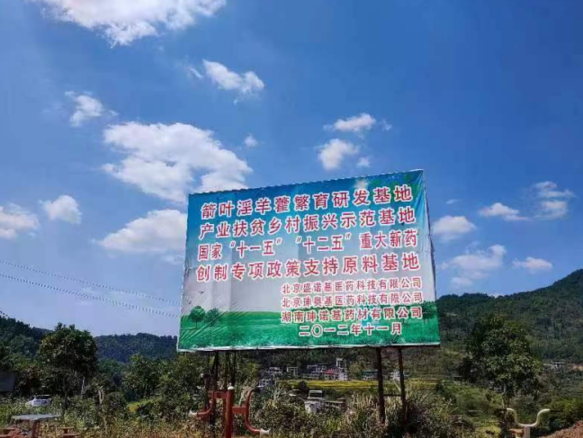 箭叶淫羊藿繁育研发基地
产业扶贫乡村振兴示范基地
国家“十一五”“十二五”重大新药
创制专项政策支持原料基地
北京盛诺基医药科技有限公司
北京珅奥基医药科技有限公司
湖南珅诺基药材有限公司
二〇一二年十一月